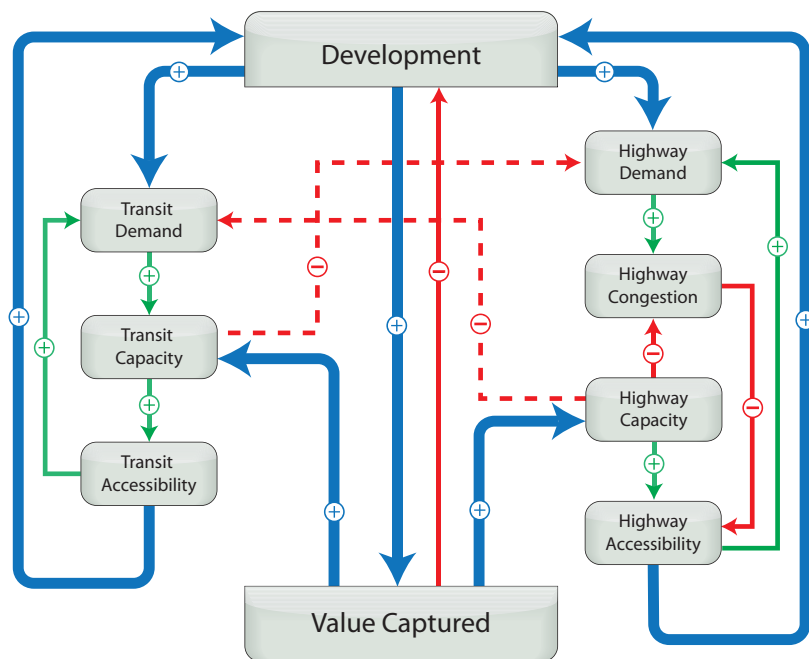 Development
+
+
Highway
Demand
Transit
Demand
+
+
−
−
Highway
Congestion
+
+
+
−
+
Transit
Capacity
+
−
−
Highway
Capacity
+
−
Transit
Accessibility
+
+
+
Highway
Accessibility
Value Captured